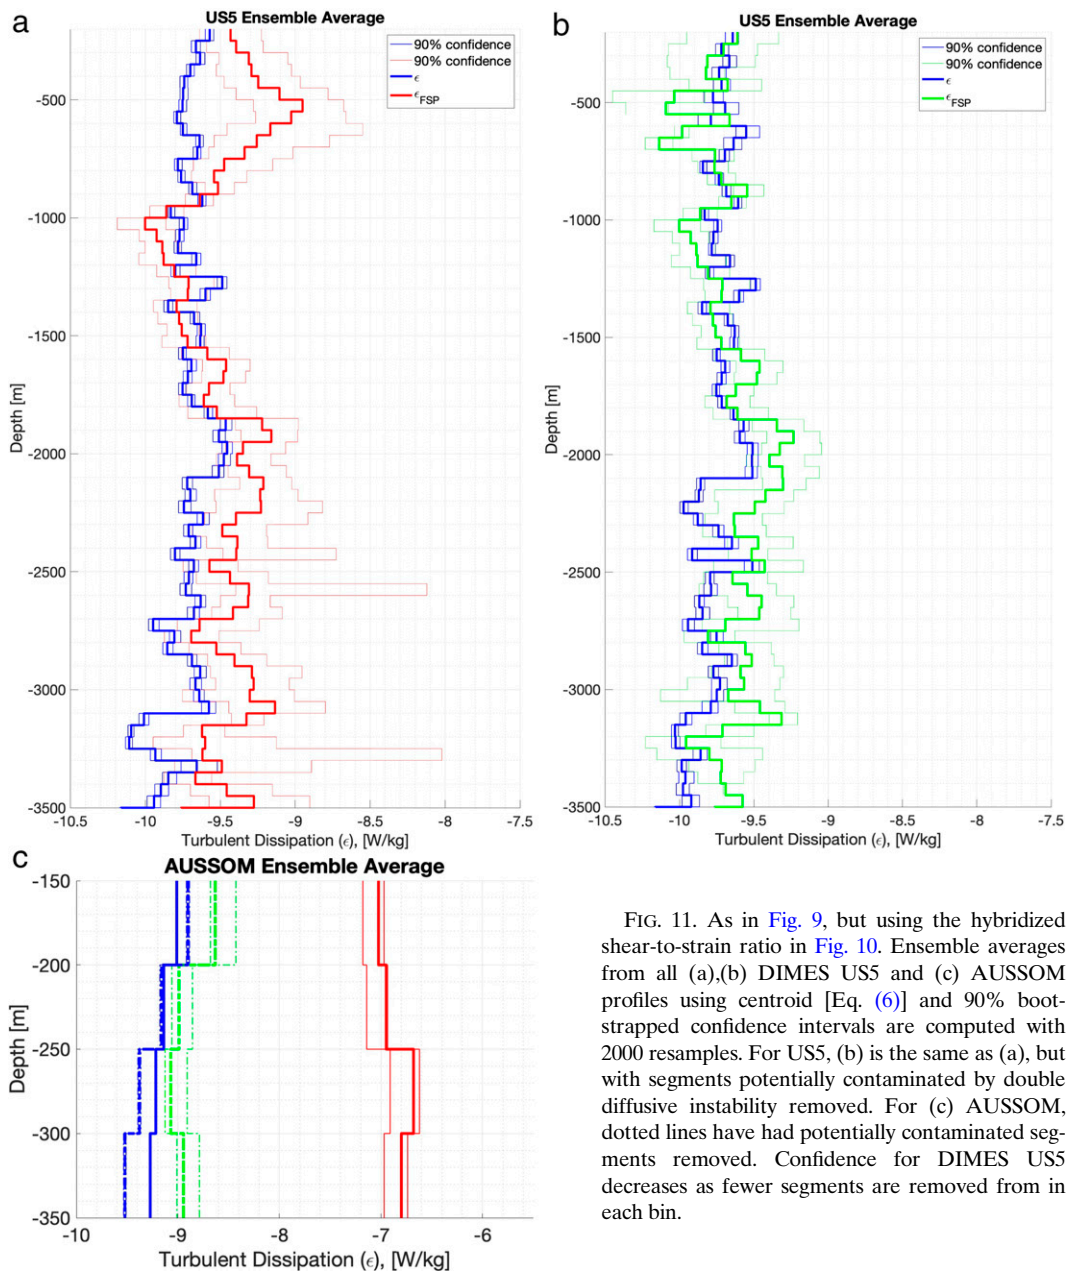 a
US5 Ensemble Average
90% confidence
90% confidence
ϵ
ϵFSP
-500
-1000
-1500
-2000
-2500
-3000
-3500
Depth [m]
-10.5 -10 -9.5 -9 -8.5 -8 -7.5
Turbulent Dissipation (ϵ), [W/kg]
b
US5 Ensemble Average
90% confidence
90% confidence
ϵ
ϵFSP
-500
-1000
-1500
-2000
-2500
-3000
-3500
Depth [m]
-10.5 -10 -9.5 -9 -8.5 -8 -7.5
Turbulent Dissipation (ϵ), [W/kg]
c
AUSSOM Ensemble Average
-150
-200
-250
-300
-350
Depth [m]
-10 -9 -8 -7 -6
Turbulent Dissipation (ϵ), [W/kg]
FIG. 11. As in Fig. 9, but using the hybridized
shear-to-strain ratio in Fig. 10. Ensemble averages
from all (a),(b) DIMES US5 and (c) AUSSOM
profiles using centroid [Eq. (6)] and 90% boot-
strapped confidence intervals are computed with
2000 resamples. For US5, (b) is the same as (a), but
with segments potentially contaminated by double
diffusive instability removed. For (c) AUSSOM,
dotted lines have had potentially contaminated seg-
ments removed. Confidence for DIMES US5
decreases as fewer segments are removed from in
each bin.